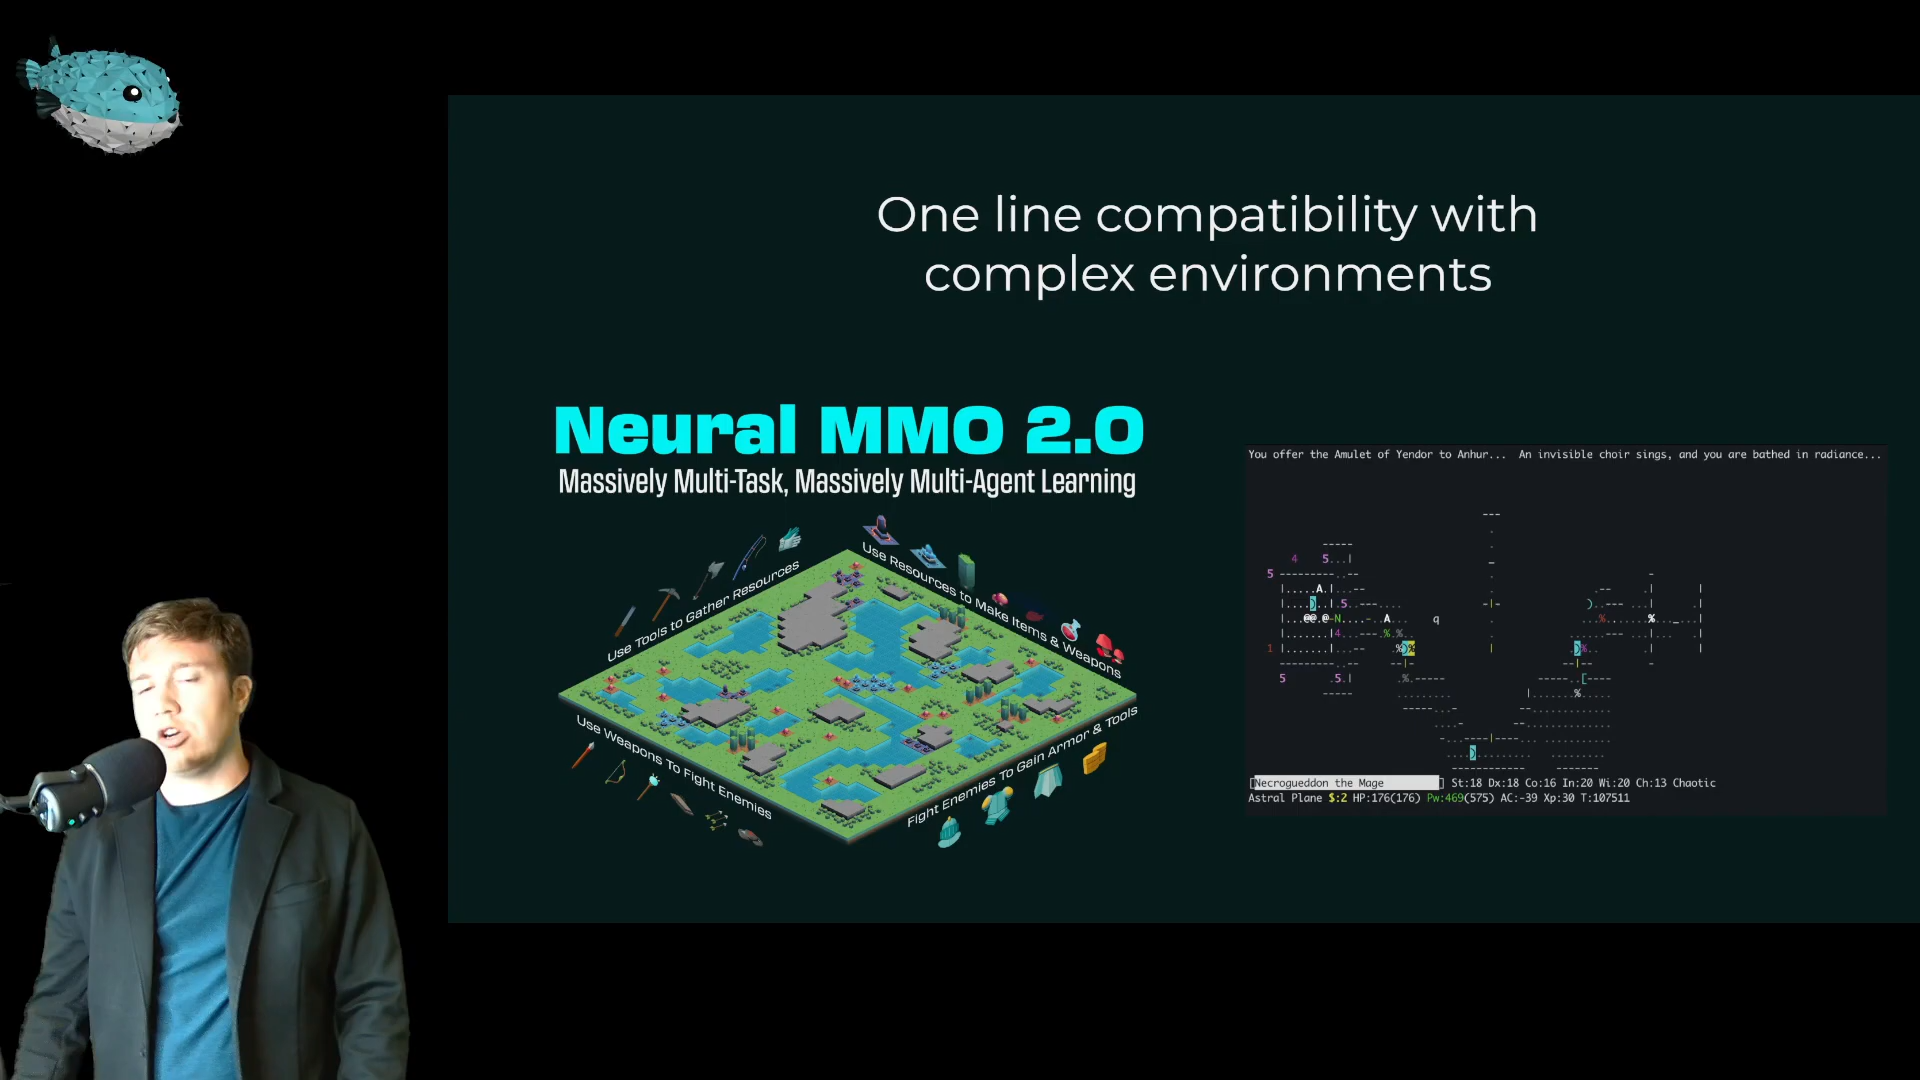 One line compatibility with
complex environments
Neural MMO 2.0
Massively Multi-Task, Massively Multi-Agent Learning
Use Tools to Gather Resources
Use Resources to Make Items & Weapons
Use Weapons To Fight Enemies
Fight Enemies To Gain Armor & Tools
You offer the Amulet of Yendor to Anhur... An invisible choir sings, and you are bathed in radiance...
[Necrogueddon the Mage ] St:18 Dx:18 Co:16 In:20 Wi:20 Ch:13 Chaotic
Astral Plane $:2 HP:176(176) Pw:469(575) AC:-39 Xp:30 T:107511